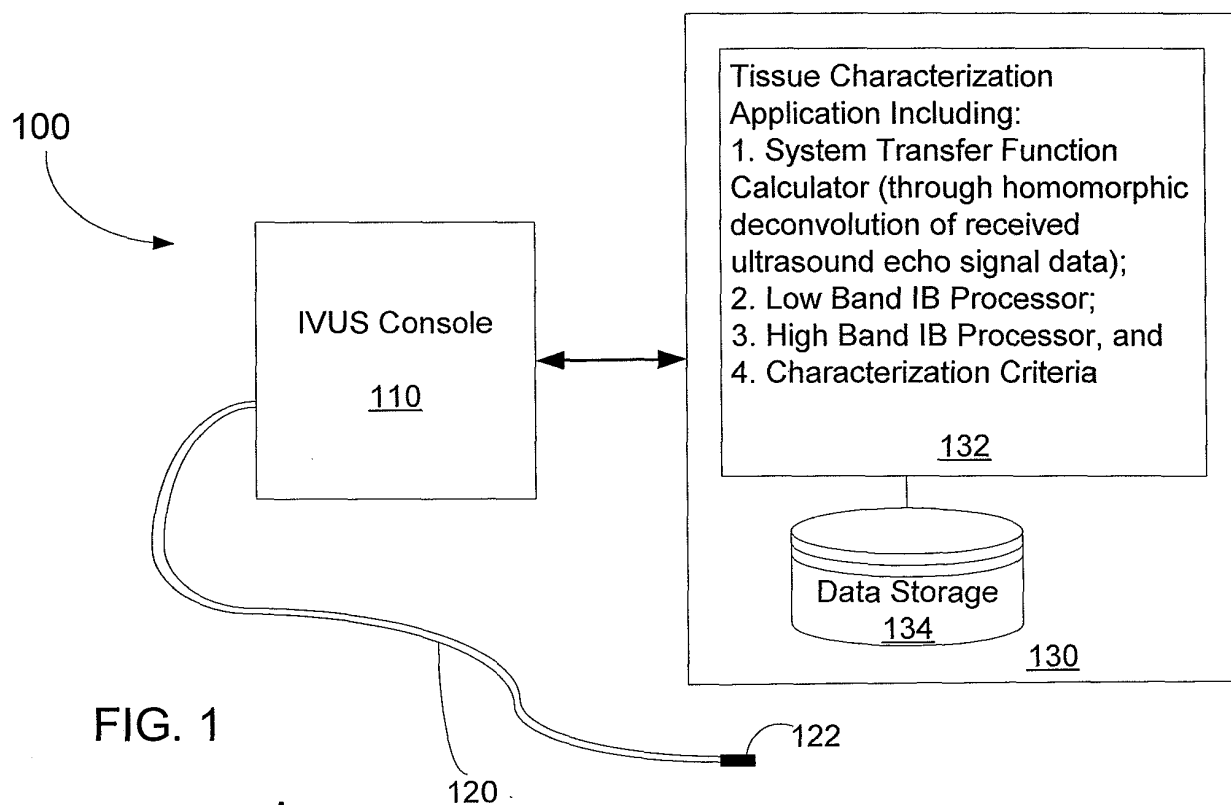 100
IVUS Console
110
Tissue Characterization
Application Including:
1. System Transfer Function
Calculator (through homomorphic
deconvolution of received
ultrasound echo signal data);
2. Low Band IB Processor;
3. High Band IB Processor, and
4. Characterization Criteria
132
Data Storage
134
130
FIG. 1
122
120